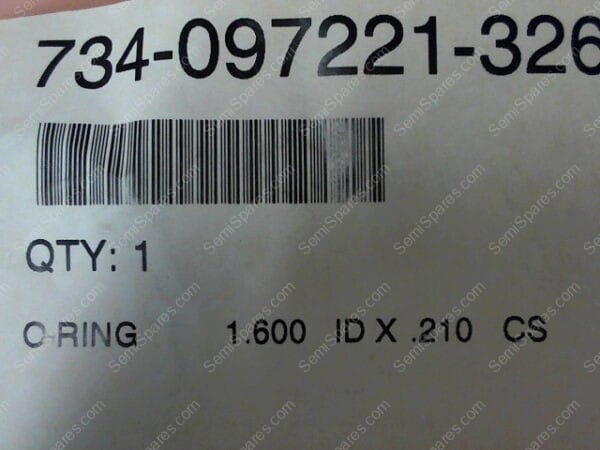 734-097221-326
QTY: 1
O-RING 1.600 ID X .210 CS
SemiSpares.com